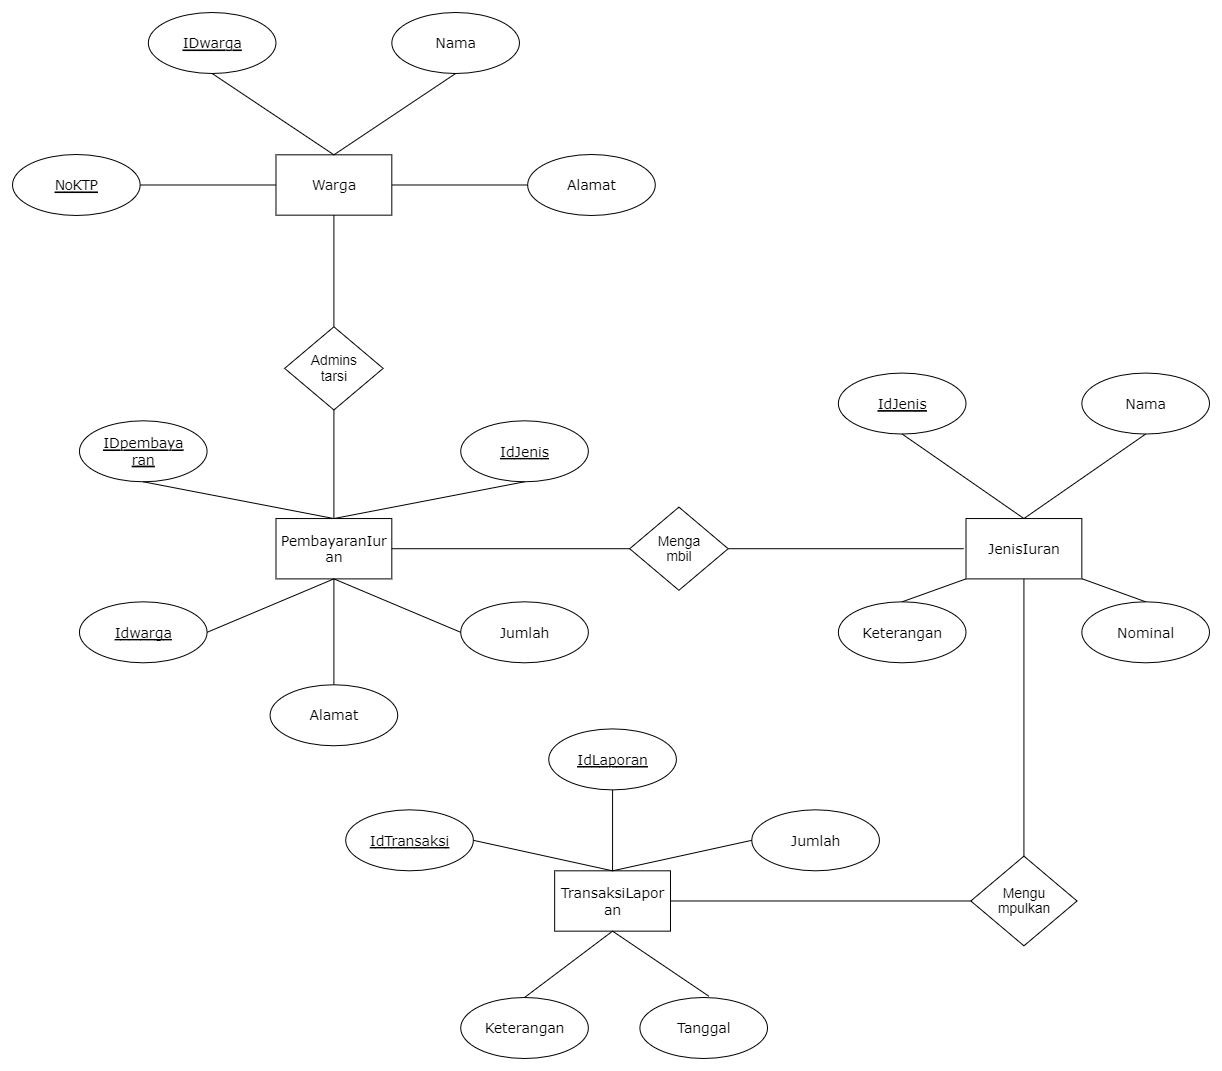 IDwarga
Nama
NoKTP
Warga
Alamat
Admins
tarsi
IdJenis
Nama
IDpembaya
ran
IdJenis
PembayaranIur
an
Menga
mbil
JenisIuran
Idwarga
Jumlah
Keterangan
Nominal
Alamat
IdLaporan
IdTransaksi
Jumlah
TransaksiLapor
an
Mengu
mpulkan
Keterangan
Tanggal